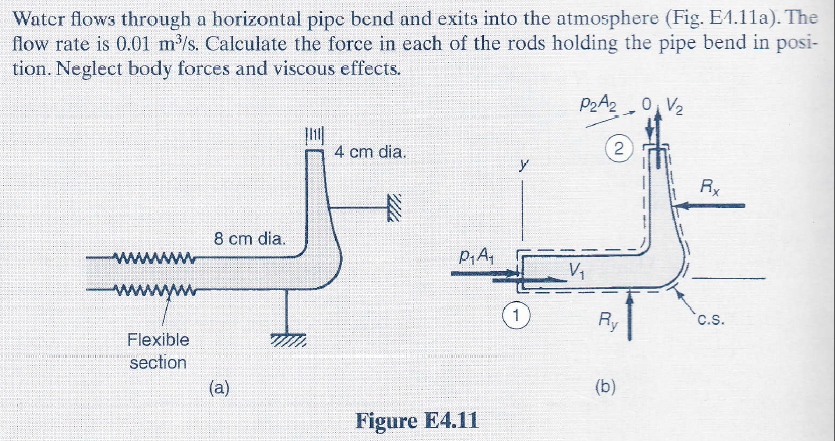 Water flows through a horizontal pipe bend and exits into the atmosphere (Fig. E4.11a). The
flow rate is 0.01 m³/s. Calculate the force in each of the rods holding the pipe bend in posi-
tion. Neglect body forces and viscous effects.
p₂A₂ 0 V₂
4 cm dia.
2
y
Rₓ
8 cm dia.
p₁A₁
V₁
1
R_y
c.s.
Flexible
section
(a)
(b)
Figure E4.11